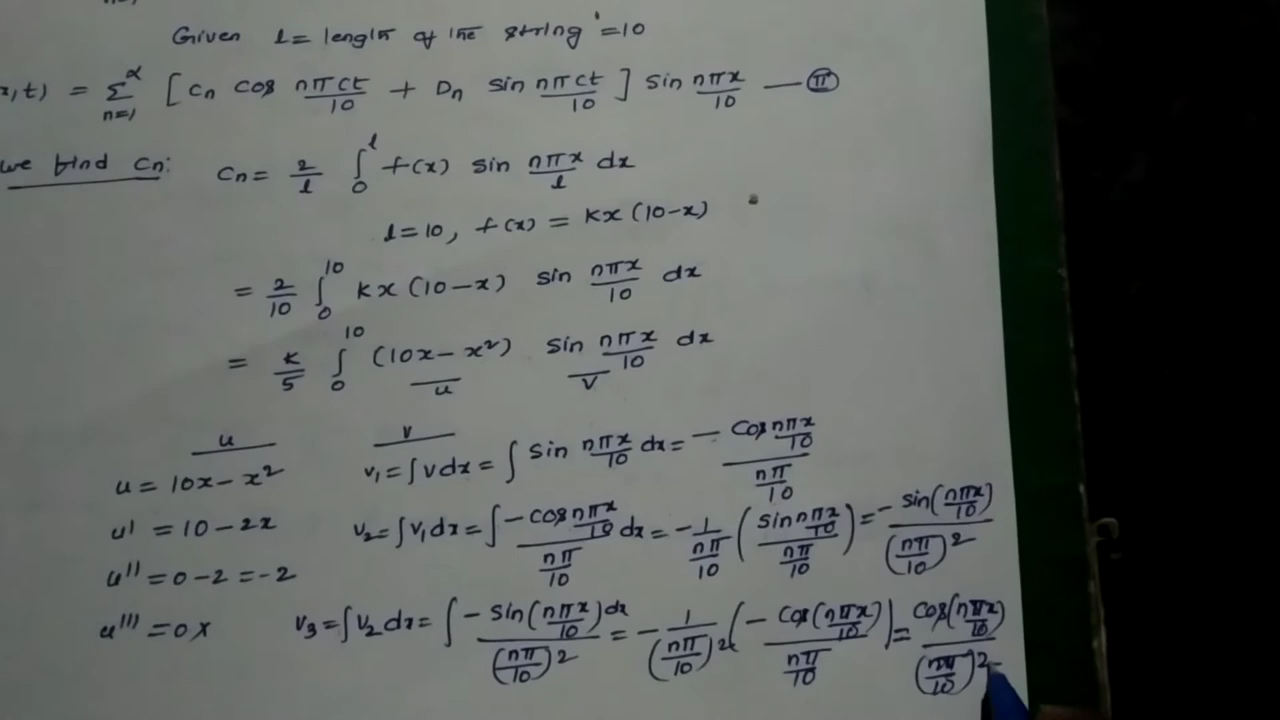 Given l = length of the string = 10
x,t) = Σ_{n=1}^{∝} [ Cn cos nπct/10 + Dn sin nπct/10 ] sin nπx/10 — (II)
we find Cn: Cn = 2/l ∫_0^l f(x) sin nπx/l dx
l = 10, f(x) = kx(10-x)
= 2/10 ∫_0^10 kx(10-x) sin nπx/10 dx
= k/5 ∫_0^10 (10x - x²) sin nπx/10 dx
u v
u v
u = 10x - x² v₁ = ∫v dx = ∫ sin nπx/10 dx = - (cos nπx/10)/(nπ/10)
u' = 10 - 2x v₂ = ∫v₁ dx = ∫ - (cos nπx/10)/(nπ/10) dx = - 1/(nπ/10) ( (sin nπx/10)/(nπ/10) ) = - sin(nπx/10)/(nπ/10)²
u'' = 0 - 2 = -2
u''' = 0 x v₃ = ∫v₂ dx = ∫ - sin(nπx/10)/(nπ/10)² dx = - 1/(nπ/10)² ( - cos(nπx/10)/(nπ/10) ) = cos(nπx/10)/(nπ/10)²